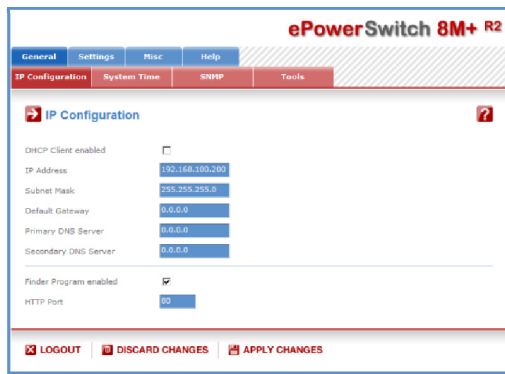 ePowerSwitch 8M+ R2
General Settings Misc Help
IP Configuration System Time SNMP Tools
IP Configuration ?
DHCP Client enabled
IP Address 192.168.100.200
Subnet Mask 255.255.255.0
Default Gateway 0.0.0.0
Primary DNS Server 0.0.0.0
Secondary DNS Server 0.0.0.0
Finder Program enabled
HTTP Port 80
LOGOUT DISCARD CHANGES APPLY CHANGES